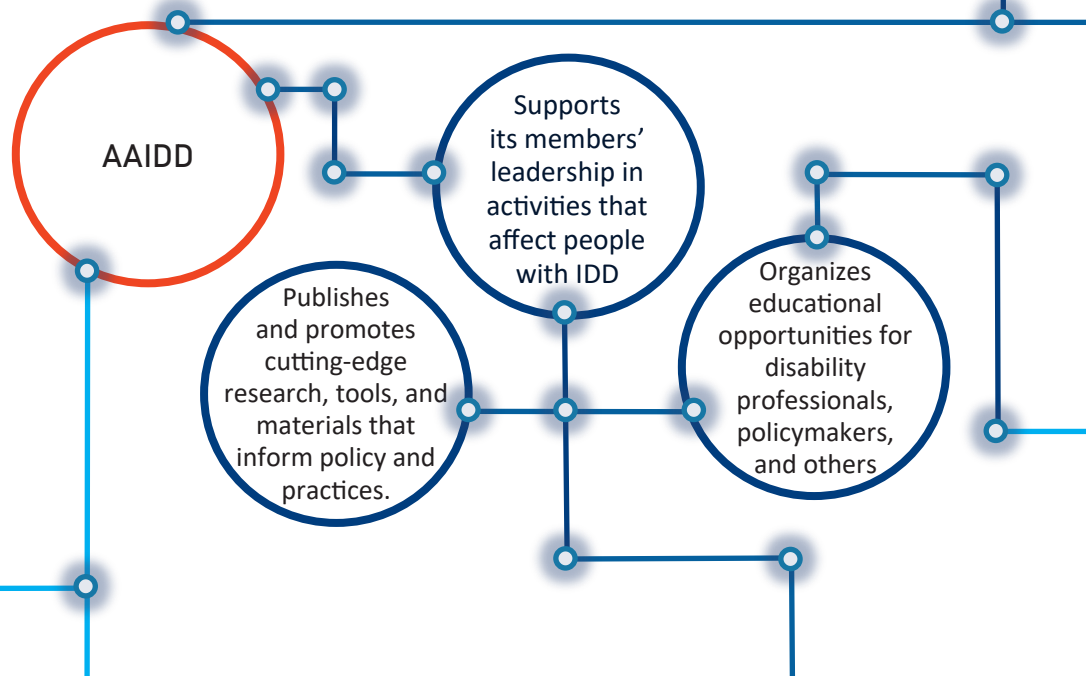 AAIDD
Supports
its members’
leadership in
activities that
affect people
with IDD
Publishes
and promotes
cutting-edge
research, tools, and
materials that
inform policy and
practices.
Organizes
educational
opportunities for
disability
professionals,
policymakers,
and others